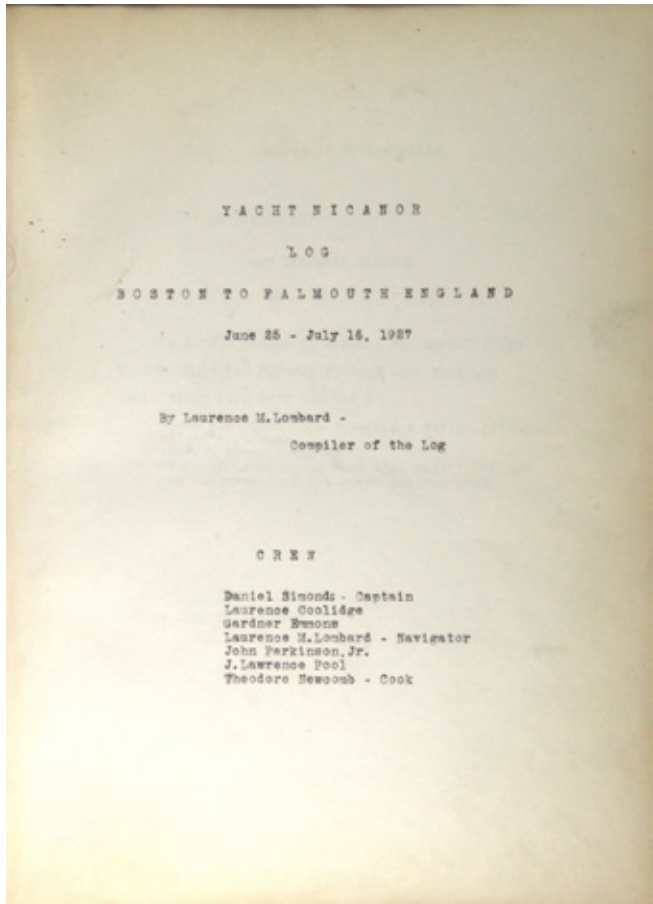 YACHT NICANOR
LOG
BOSTON TO FALMOUTH ENGLAND
June 25 - July 16, 1927
By Laurence M.Lombard -
Compiler of the Log
CREW
Daniel Simonds - Captain
Laurence Coolidge
Gardner Emmons
Laurence M.Lombard - Navigator
John Parkinson,Jr.
J.Lawrence Pool
Theodore Newcomb - Cook